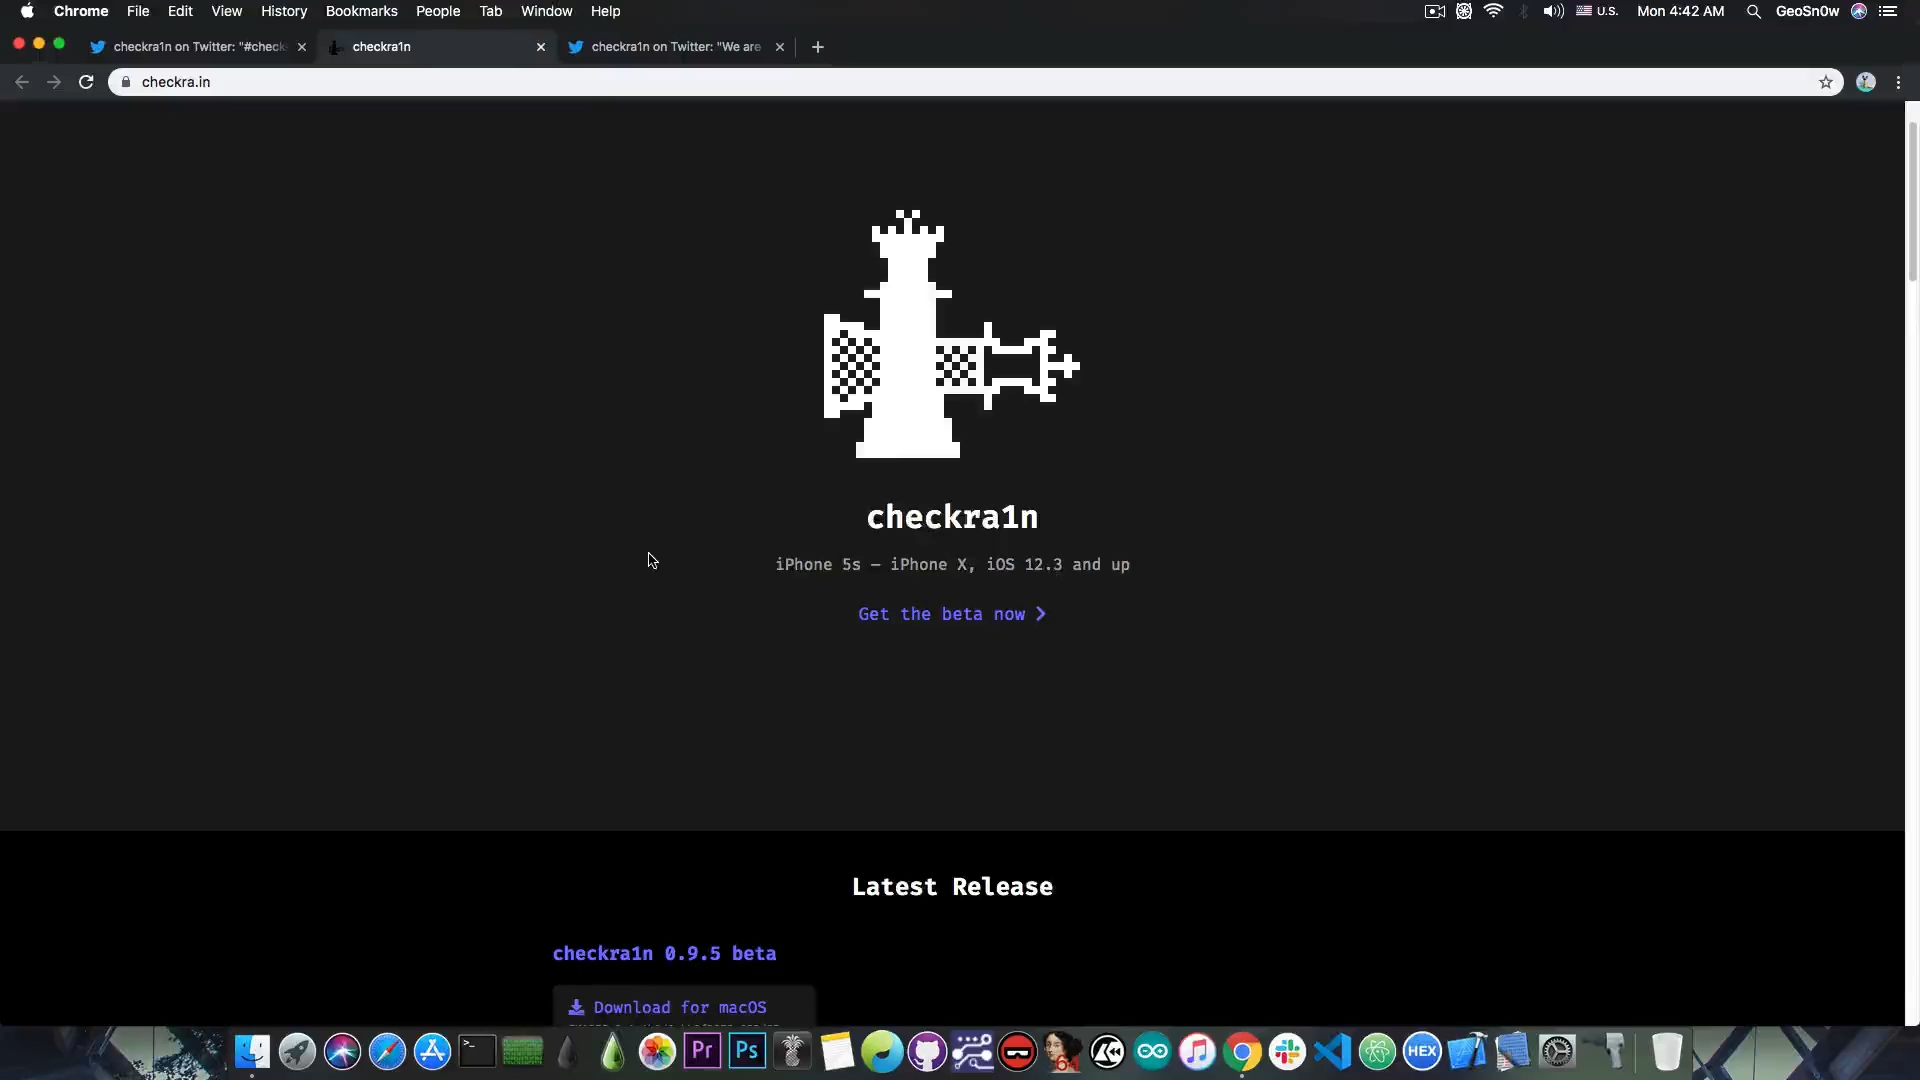 Chrome File Edit View History Bookmarks People Tab Window Help U.S. Mon 4:42 AM GeoSn0w
checkra1n on Twitter: "#check
checkra1n
checkra1n on Twitter: "We are
checkra.in
checkra1n
iPhone 5s – iPhone X, iOS 12.3 and up
Get the beta now
Latest Release
checkra1n 0.9.5 beta
Download for macOS
>_
Pr
Ps
64
HEX